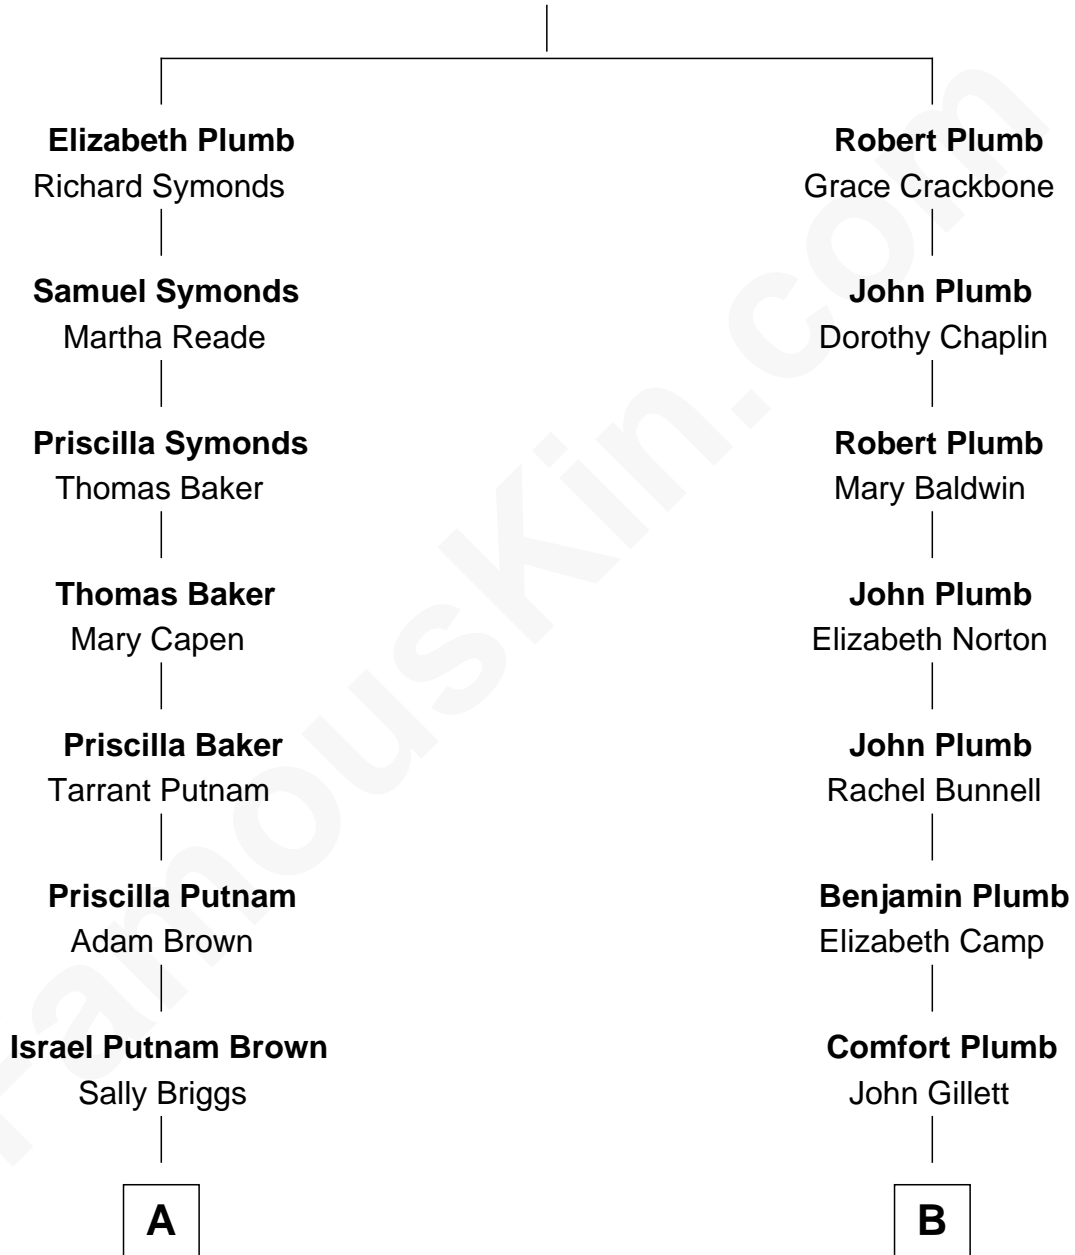 Elizabeth Plumb
Richard Symonds
Samuel Symonds
Martha Reade
Priscilla Symonds
Thomas Baker
Thomas Baker
Mary Capen
Priscilla Baker
Tarrant Putnam
Priscilla Putnam
Adam Brown
Israel Putnam Brown
Sally Briggs
A
Robert Plumb
Grace Crackbone
John Plumb
Dorothy Chaplin
Robert Plumb
Mary Baldwin
John Plumb
Elizabeth Norton
John Plumb
Rachel Bunnell
Benjamin Plumb
Elizabeth Camp
Comfort Plumb
John Gillett
B
FamousKin.com